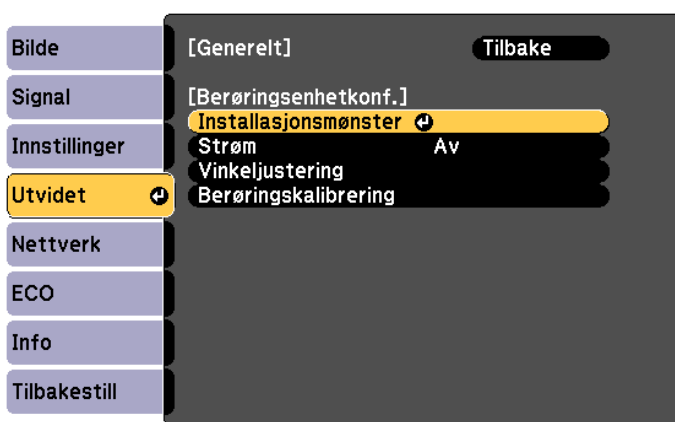 Bilde
Signal
Innstillinger
Utvidet
Nettverk
ECO
Info
Tilbakestill
[Generelt] Tilbake
[Berøringsenhetkonf.]
Installasjonsmønster
Strøm Av
Vinkeljustering
Berøringskalibrering